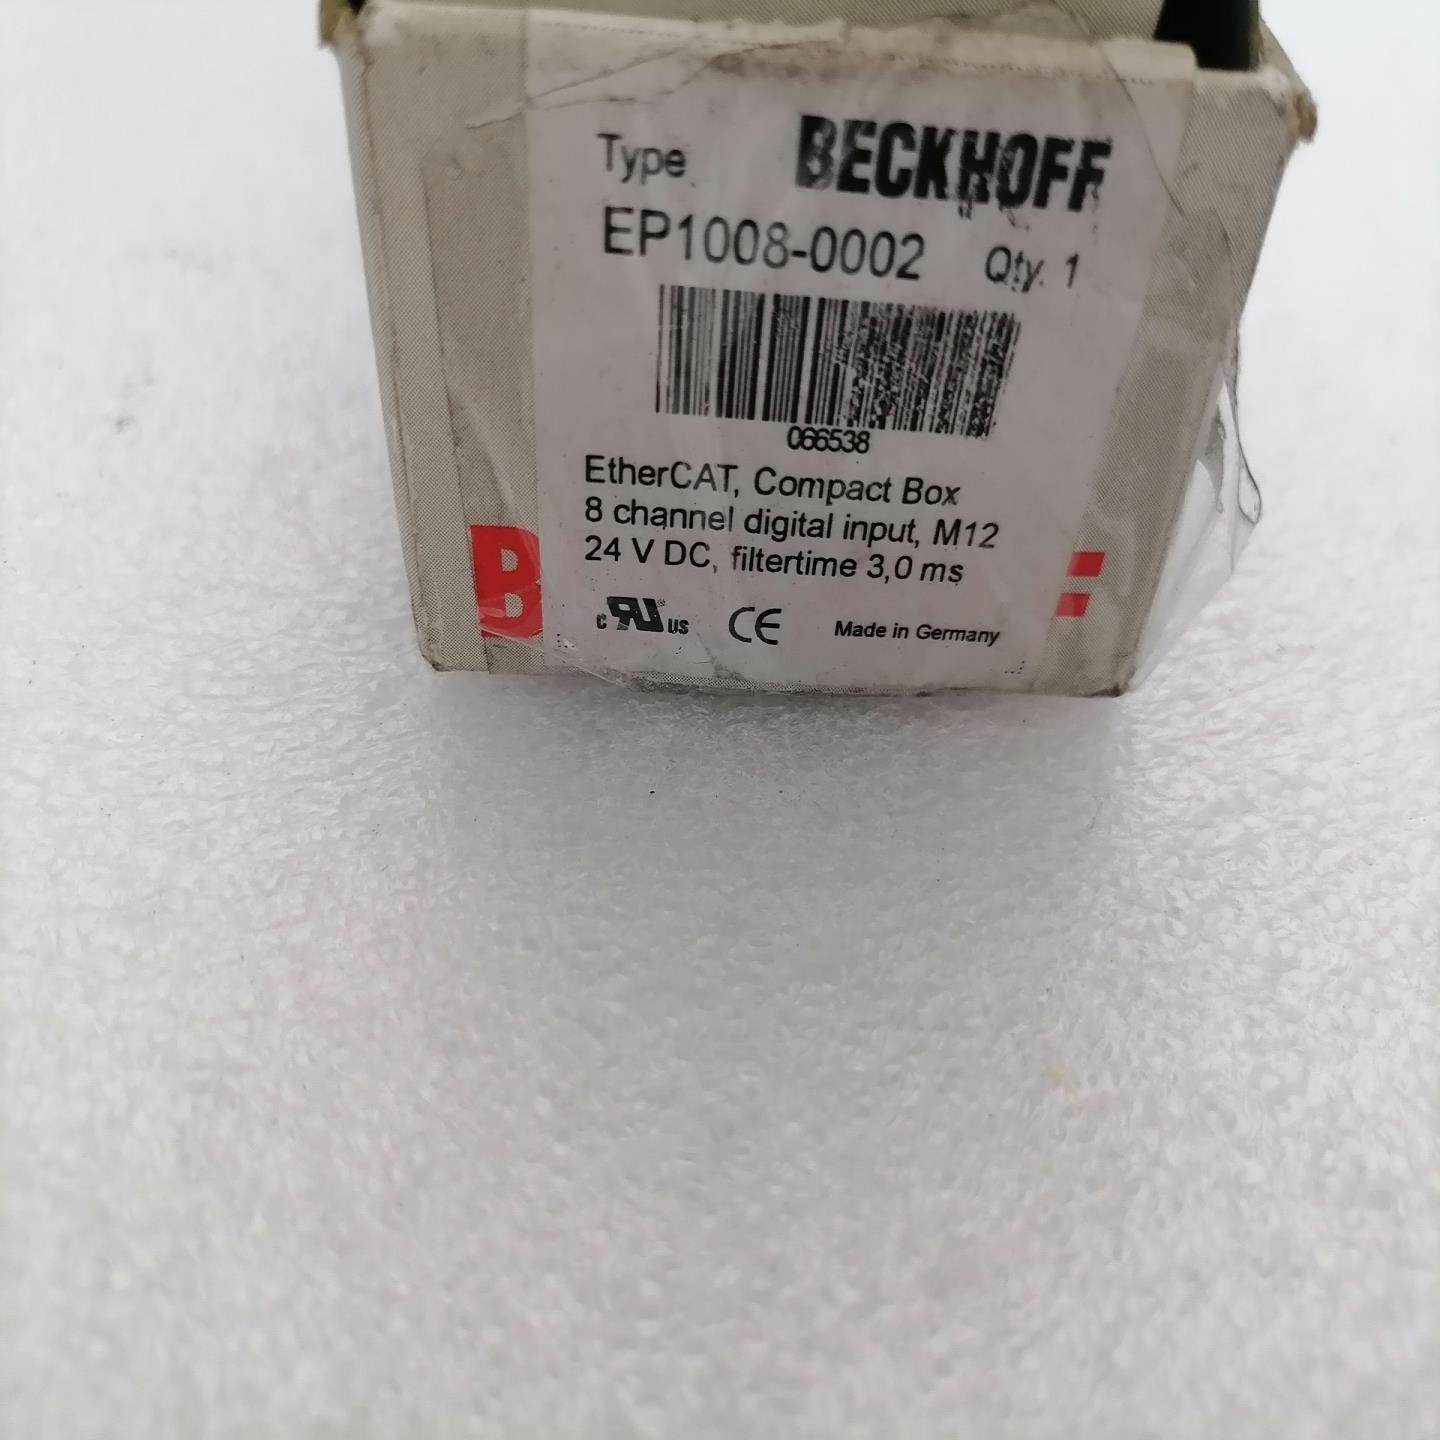 Type BECKHOFF
EP1008-0002 Qty. 1
066538
EtherCAT, Compact Box
8 channel digital input, M12
24 V DC, filtertime 3,0 ms
c RU us CE Made in Germany
B F